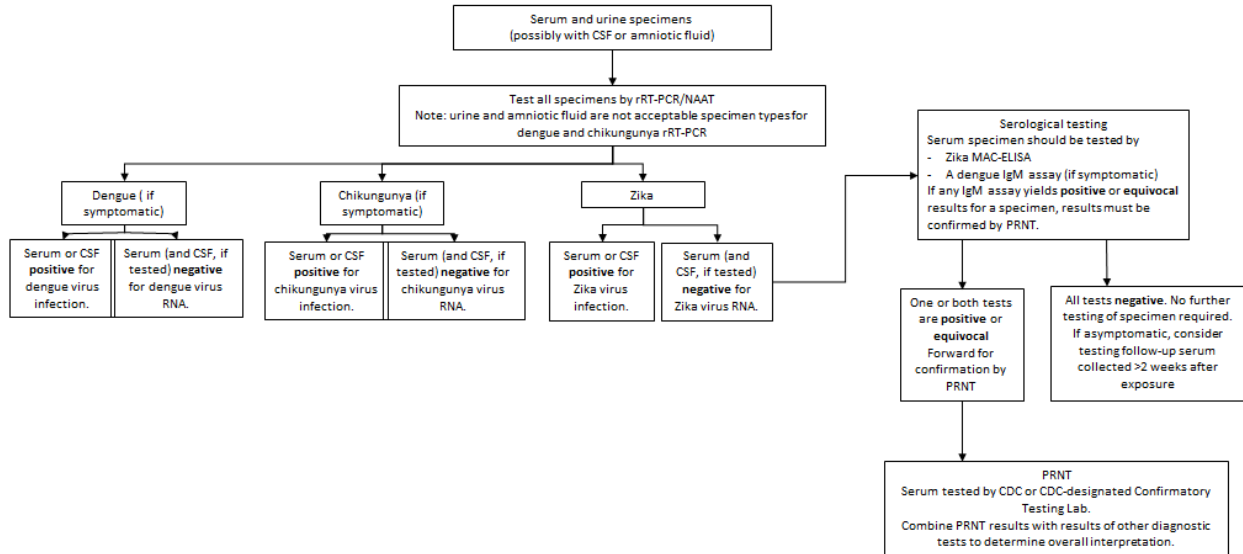 Serum and urine specimens
(possibly with CSF or amniotic fluid)
Test all specimens by rRT-PCR/NAAT
Note: urine and amniotic fluid are not acceptable specimen types for
dengue and chikungunya rRT-PCR
Dengue ( if
symptomatic)
Chikungunya (if
symptomatic)
Zika
Serum or CSF
positive for
dengue virus
infection.
Serum (and CSF, if
tested) negative
for dengue virus
RNA.
Serum or CSF
positive for
chikungunya virus
infection.
Serum (and CSF, if
tested) negative for
chikungunya virus
RNA.
Serum or CSF
positive for
Zika virus
infection.
Serum (and
CSF, if tested)
negative for
Zika virus RNA.
Serological testing
Serum specimen should be tested by
- Zika MAC-ELISA
- A dengue IgM assay (if symptomatic)
If any IgM assay yields positive or equivocal
results for a specimen, results must be
confirmed by PRNT.
One or both tests
are positive or
equivocal
Forward for
confirmation by
PRNT
All tests negative. No further
testing of specimen required.
If asymptomatic, consider
testing follow-up serum
collected >2 weeks after
exposure
PRNT
Serum tested by CDC or CDC-designated Confirmatory
Testing Lab.
Combine PRNT results with results of other diagnostic
tests to determine overall interpretation.